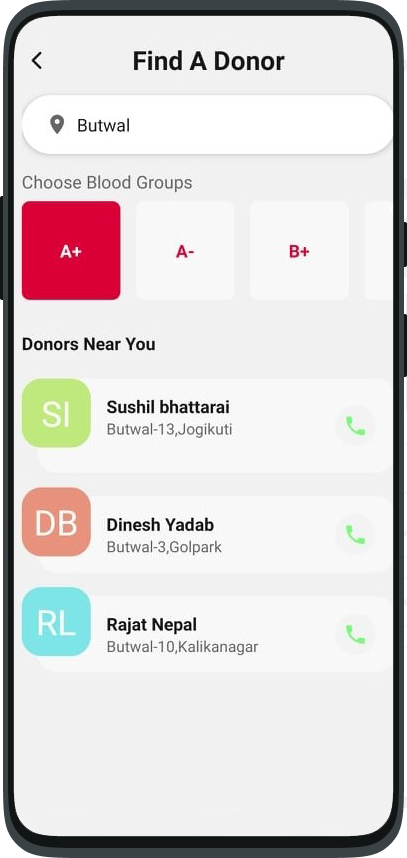 Find A Donor
Butwal
Choose Blood Groups
A+
A-
B+
Donors Near You
SI
Sushil bhattarai
Butwal-13,Jogikuti
DB
Dinesh Yadab
Butwal-3,Golpark
RL
Rajat Nepal
Butwal-10,Kalikanagar